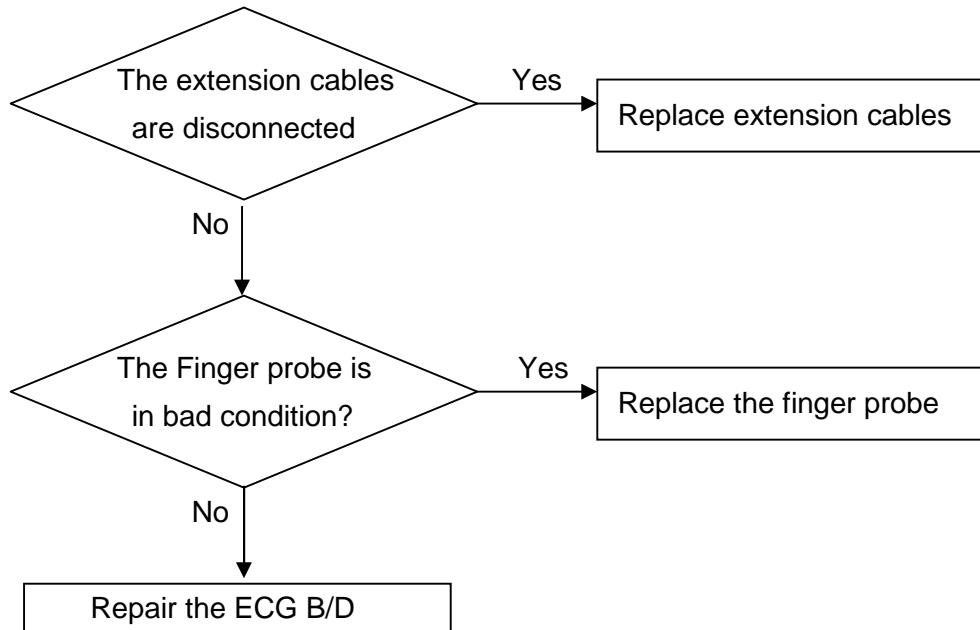 The extension cables
are disconnected
Yes
Replace extension cables
No
The Finger probe is
in bad condition?
Yes
Replace the finger probe
No
Repair the ECG B/D